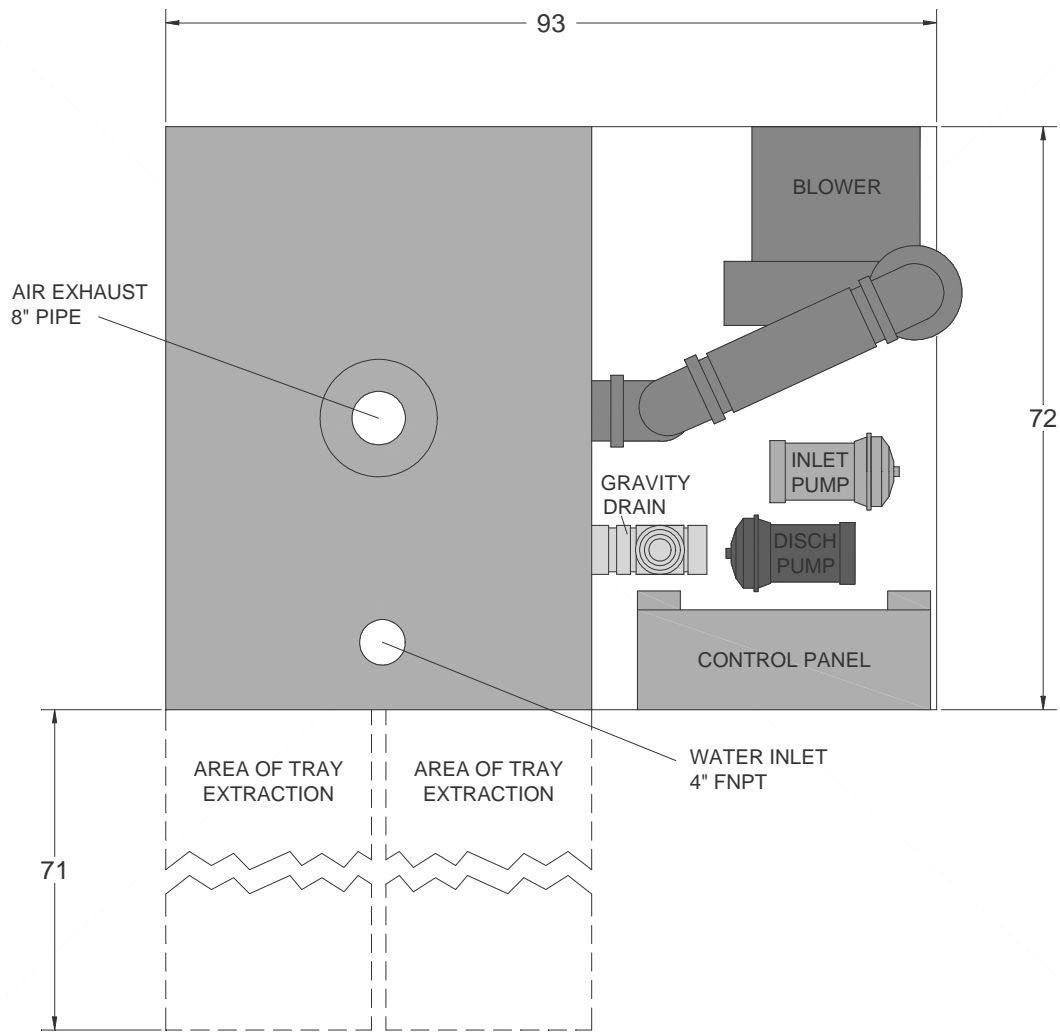 93
BLOWER
AIR EXHAUST
8" PIPE
72
INLET
PUMP
GRAVITY
DRAIN
DISCH
PUMP
CONTROL PANEL
WATER INLET
4" FNPT
AREA OF TRAY
EXTRACTION
AREA OF TRAY
EXTRACTION
71